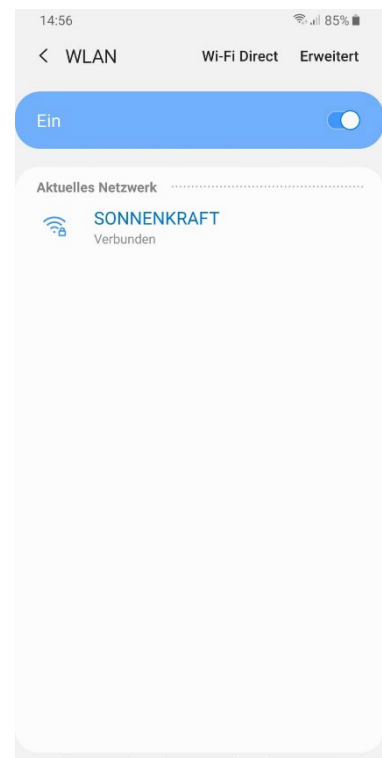 14:56 85%
WLAN Wi-Fi Direct Erweitert
Ein
Aktuelles Netzwerk
SONNENKRAFT
Verbunden